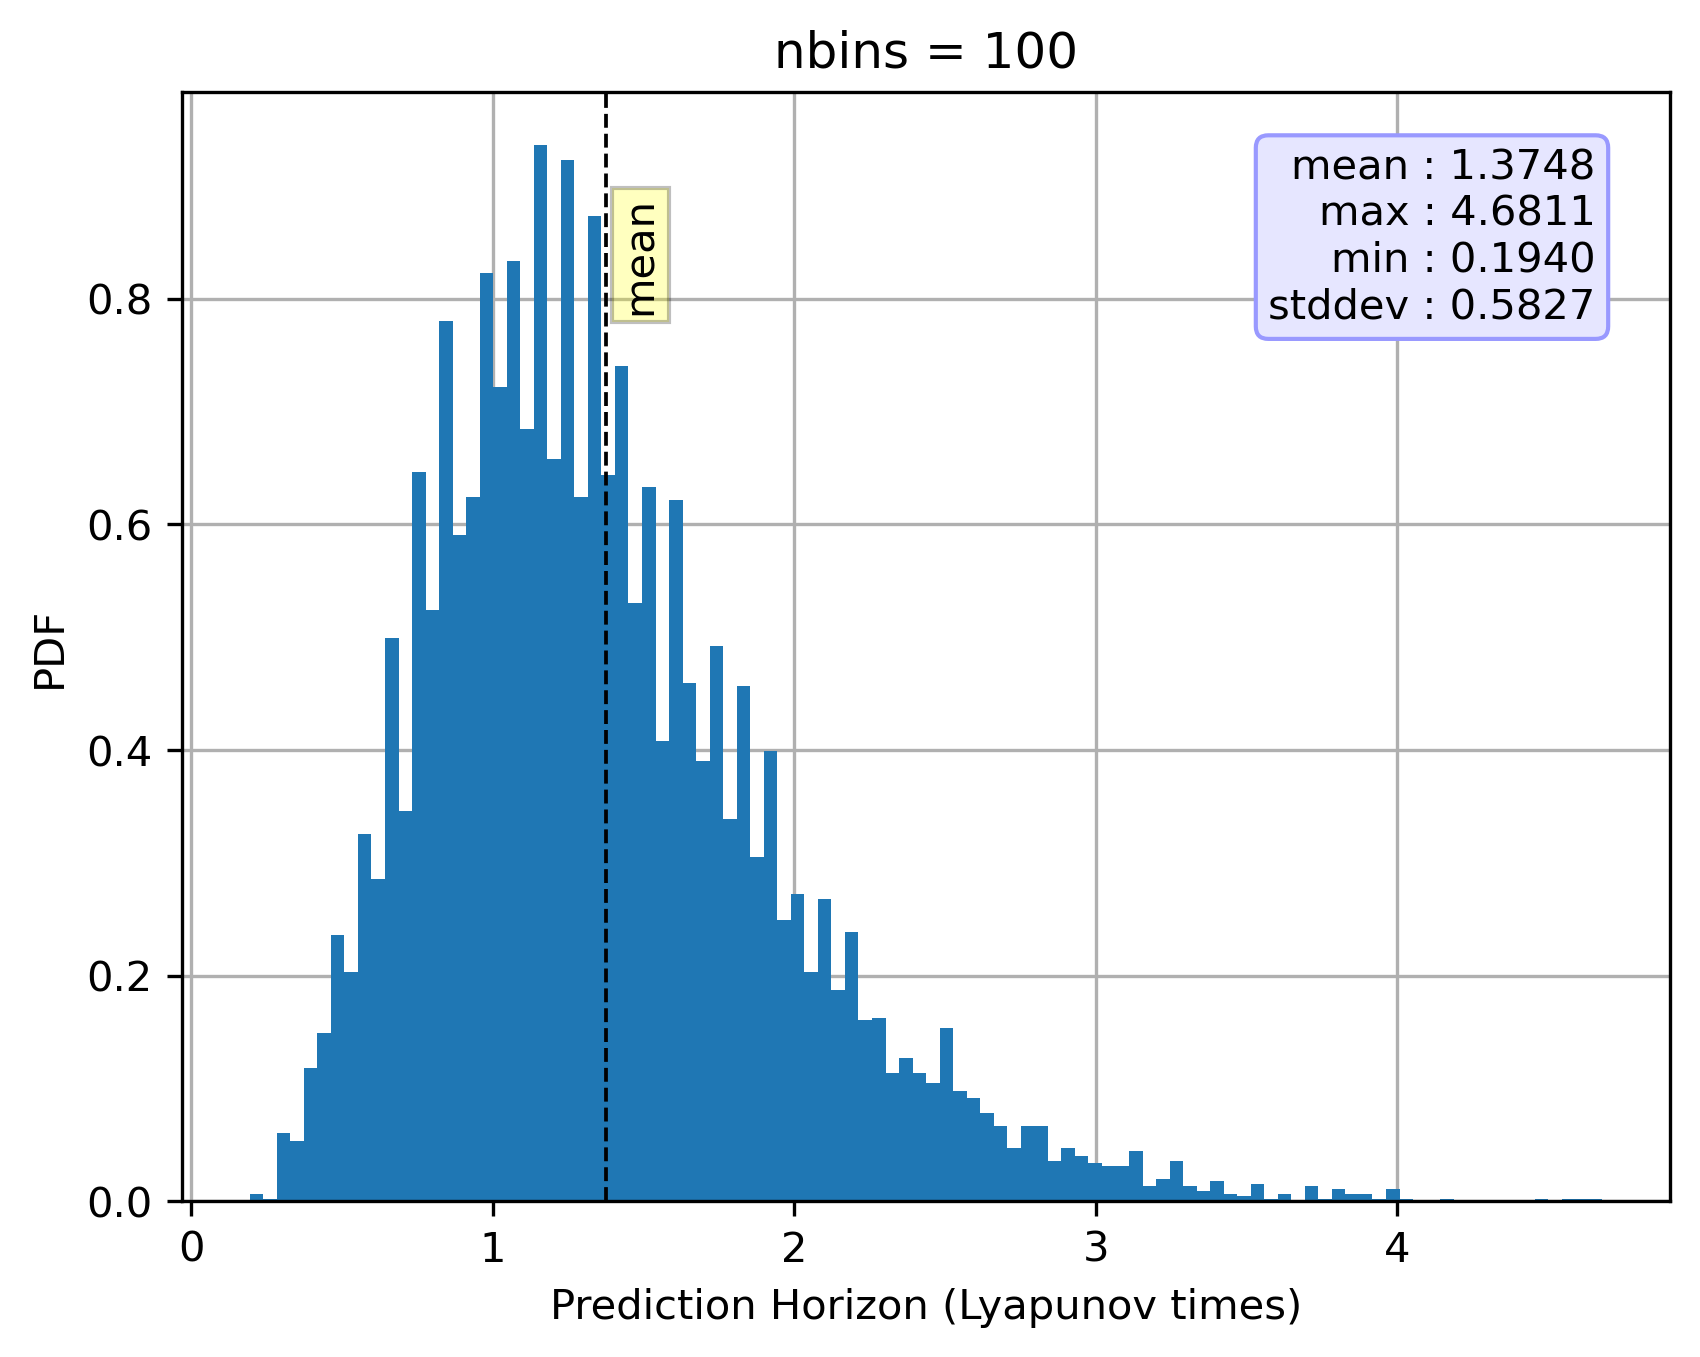 nbins = 100
mean : 1.3748
max : 4.6811
min : 0.1940
stddev : 0.5827
mean
PDF
0.8
0.6
0.4
0.2
0.0
0 1 2 3 4
Prediction Horizon (Lyapunov times)